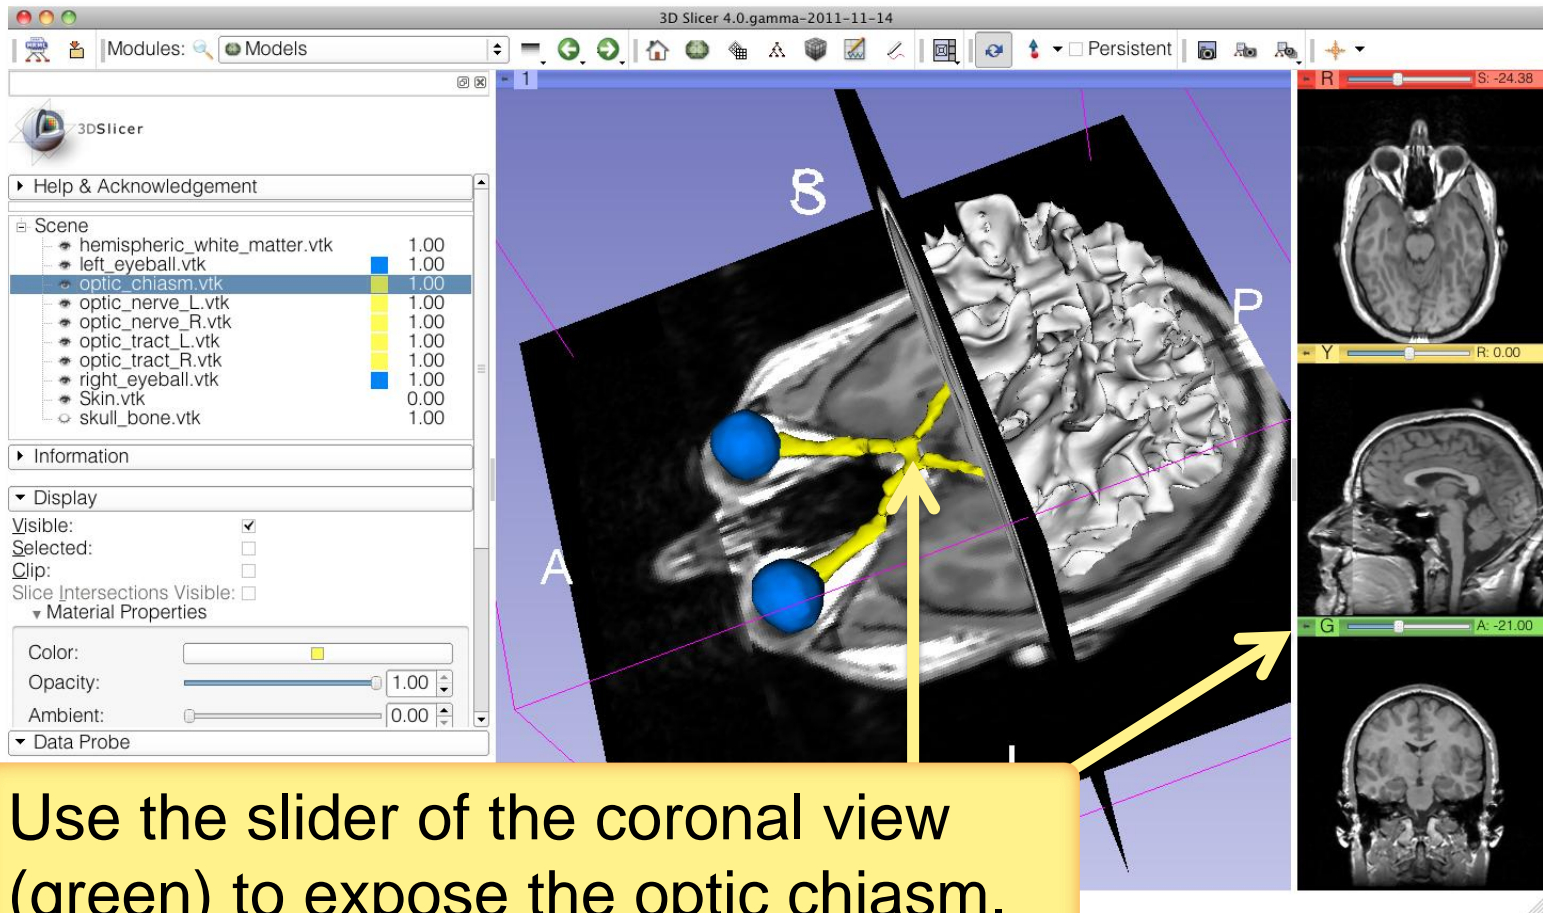 3D Slicer 4.0.gamma-2011-11-14
Modules: Models
Persistent
3DSlicer
Help & Acknowledgement
Scene
hemispheric_white_matter.vtk 1.00
left_eyeball.vtk 1.00
optic_chiasm.vtk 1.00
optic_nerve_L.vtk 1.00
optic_nerve_R.vtk 1.00
optic_tract_L.vtk 1.00
optic_tract_R.vtk 1.00
right_eyeball.vtk 1.00
Skin.vtk 0.00
skull_bone.vtk 1.00
Information
Display
Visible:
Selected:
Clip:
Slice Intersections Visible:
Material Properties
Color:
Opacity: 1.00
Ambient: 0.00
Data Probe
1
P
A
R S: -24.38
Y R: 0.00
G A: -21.00
Use the slider of the coronal view
(green) to expose the optic chiasm.